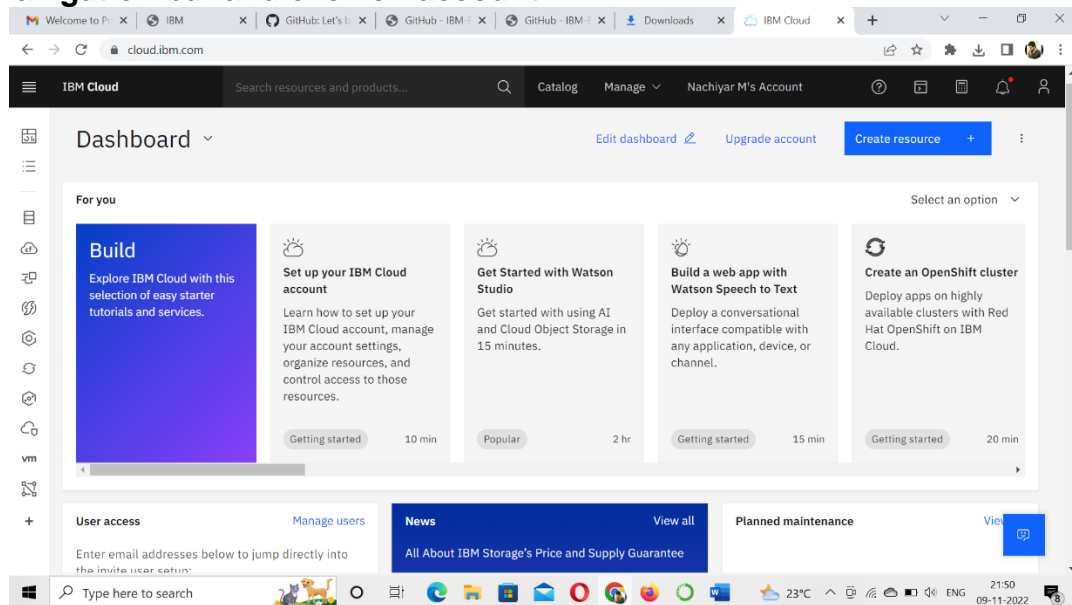 Welcome to Pr
IBM
GitHub: Let's b
GitHub - IBM-
GitHub - IBM-
Downloads
IBM Cloud
cloud.ibm.com
IBM Cloud
Search resources and products...
Catalog
Manage
Nachiyar M's Account
Dashboard
Edit dashboard
Upgrade account
Create resource +
For you
Select an option
Build
Explore IBM Cloud with this
selection of easy starter
tutorials and services.
Set up your IBM Cloud
account
Learn how to set up your
IBM Cloud account, manage
your account settings,
organize resources, and
control access to those
resources.
Getting started 10 min
Get Started with Watson
Studio
Get started with using AI
and Cloud Object Storage in
15 minutes.
Popular 2 hr
Build a web app with
Watson Speech to Text
Deploy a conversational
interface compatible with
any application, device, or
channel.
Getting started 15 min
Create an OpenShift cluster
Deploy apps on highly
available clusters with Red
Hat OpenShift on IBM
Cloud.
Getting started 20 min
vm
User access
Manage users
Enter email addresses below to jump directly into
the invite user setup:
News
View all
All About IBM Storage's Price and Supply Guarantee
Planned maintenance
Type here to search
23°C
ENG
21:50
09-11-2022